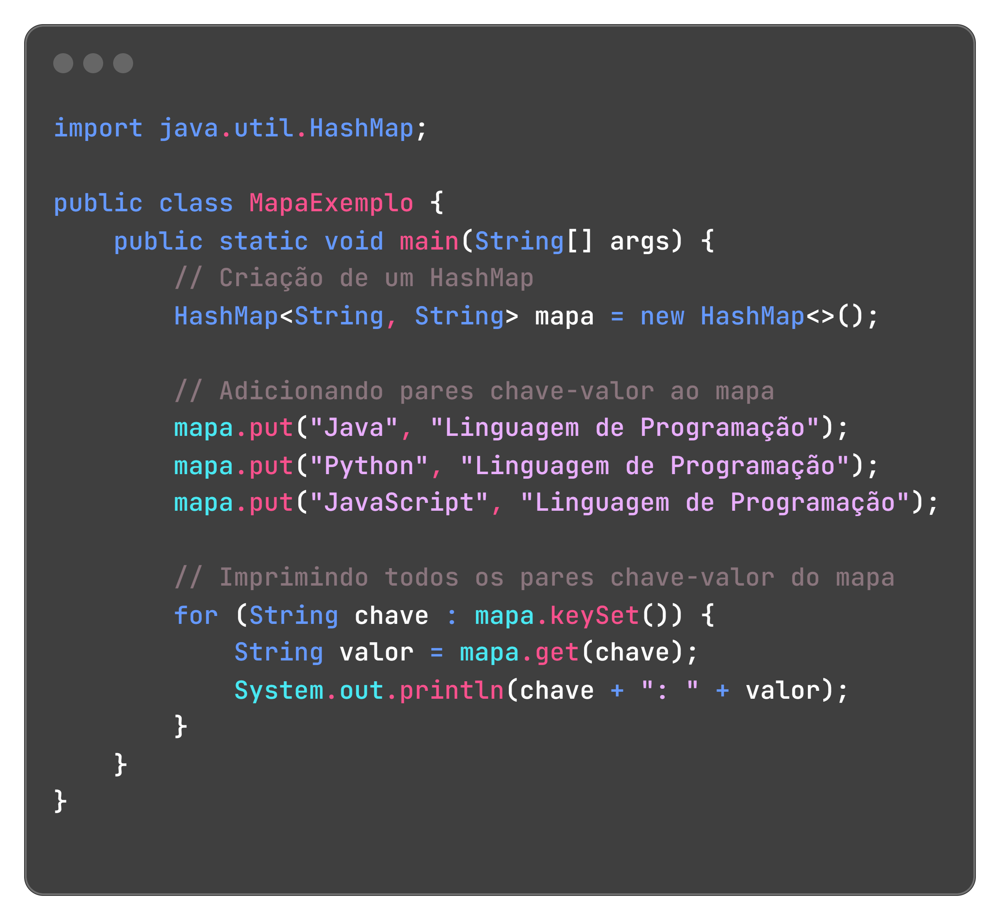 import java.util.HashMap;
public class MapaExemplo {
    public static void main(String[] args) {
        // Criação de um HashMap
        HashMap<String, String> mapa = new HashMap<>();
        // Adicionando pares chave-valor ao mapa
        mapa.put("Java", "Linguagem de Programação");
        mapa.put("Python", "Linguagem de Programação");
        mapa.put("JavaScript", "Linguagem de Programação");
        // Imprimindo todos os pares chave-valor do mapa
        for (String chave : mapa.keySet()) {
            String valor = mapa.get(chave);
            System.out.println(chave + ": " + valor);
        }
    }
}